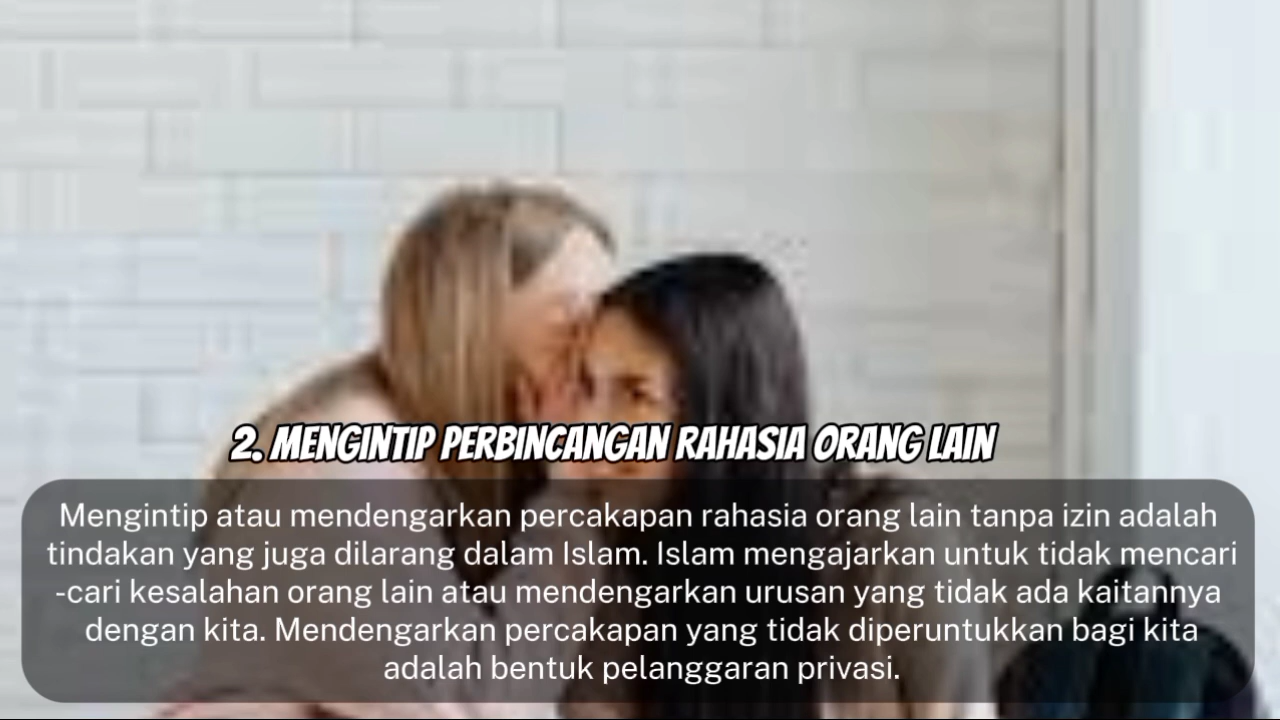 2. MENGINTIP PERBINCANGAN RAHASIA ORANG LAIN
Mengintip atau mendengarkan percakapan rahasia orang lain tanpa izin adalah
tindakan yang juga dilarang dalam Islam. Islam mengajarkan untuk tidak mencari
-cari kesalahan orang lain atau mendengarkan urusan yang tidak ada kaitannya
dengan kita. Mendengarkan percakapan yang tidak diperuntukkan bagi kita
adalah bentuk pelanggaran privasi.